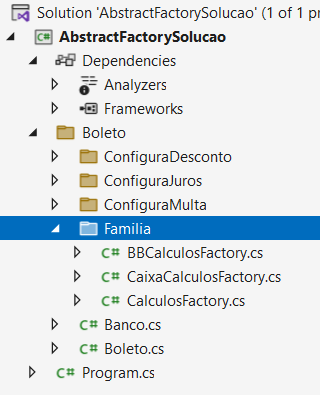 Solution 'AbstractFactorySolucao' (1 of 1 pr
C# AbstractFactorySolucao
Dependencies
Analyzers
Frameworks
Boleto
ConfiguraDesconto
ConfiguraJuros
ConfiguraMulta
Familia
C# BBCalculosFactory.cs
C# CaixaCalculosFactory.cs
C# CalculosFactory.cs
C# Banco.cs
C# Boleto.cs
C# Program.cs